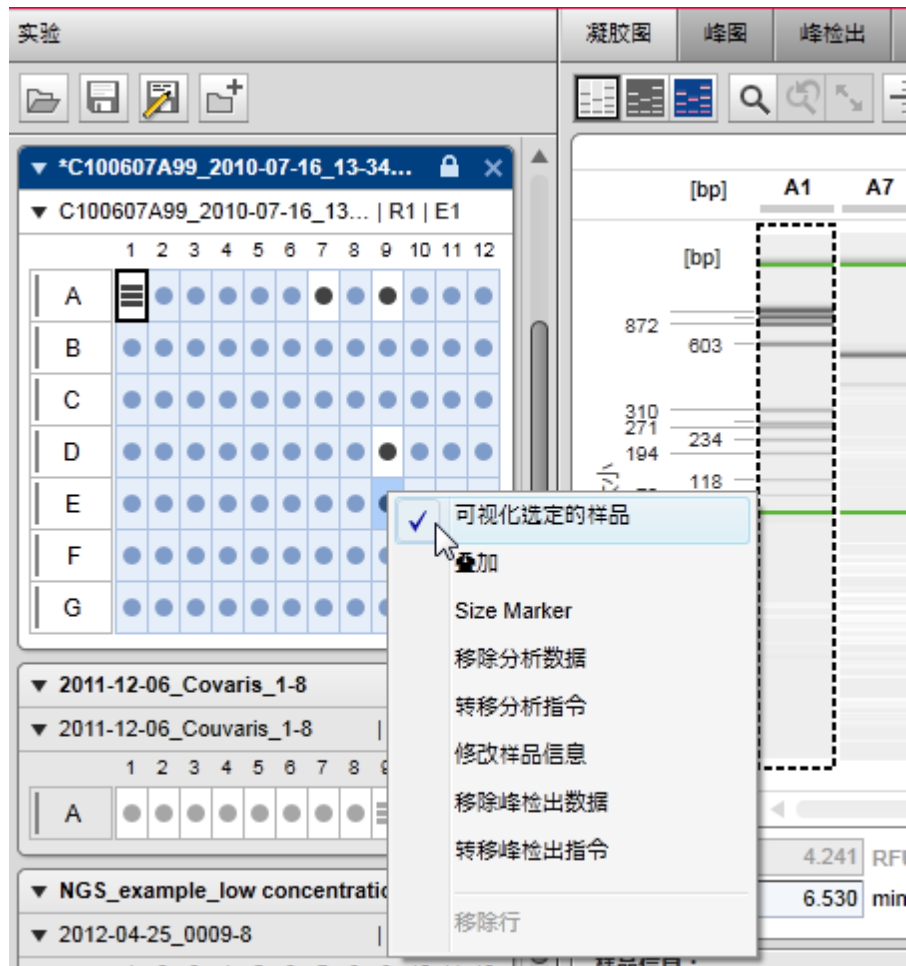 实验
凝胶图 峰图 峰检出
*C100607A99_2010-07-16_13-34...
C100607A99_2010-07-16_13... | R1 | E1
1 2 3 4 5 6 7 8 9 10 11 12
A
B
C
D
E
F
G
[bp] A1 A7
[bp]
872
603
310
271
234
194
118
可视化选定的样品
叠加
Size Marker
移除分析数据
转移分析指令
修改样品信息
移除峰检出数据
转移峰检出指令
移除行
2011-12-06_Covaris_1-8
2011-12-06_Couvaris_1-8 |
1 2 3 4 5 6 7 8
A
NGS_example_low
2012-04-25_0009-8 |
4.241
6.530 min